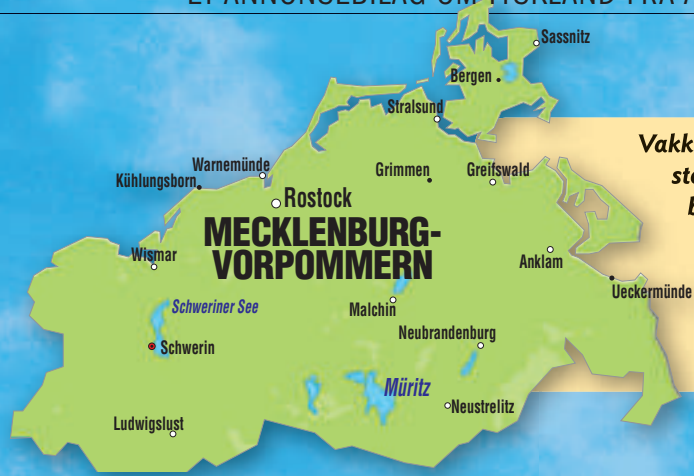 Sassnitz
Bergen
Stralsund
Vakk
Warnemünde
Grimmen
Greifswald
Kühlungsborn
Rostock
MECKLENBURG-
VORPOMMERN
Wismar
Anklam
Ueckermünde
Schweriner See
Malchin
Neubrandenburg
Schwerin
Müritz
Neustrelitz
Ludwigslust